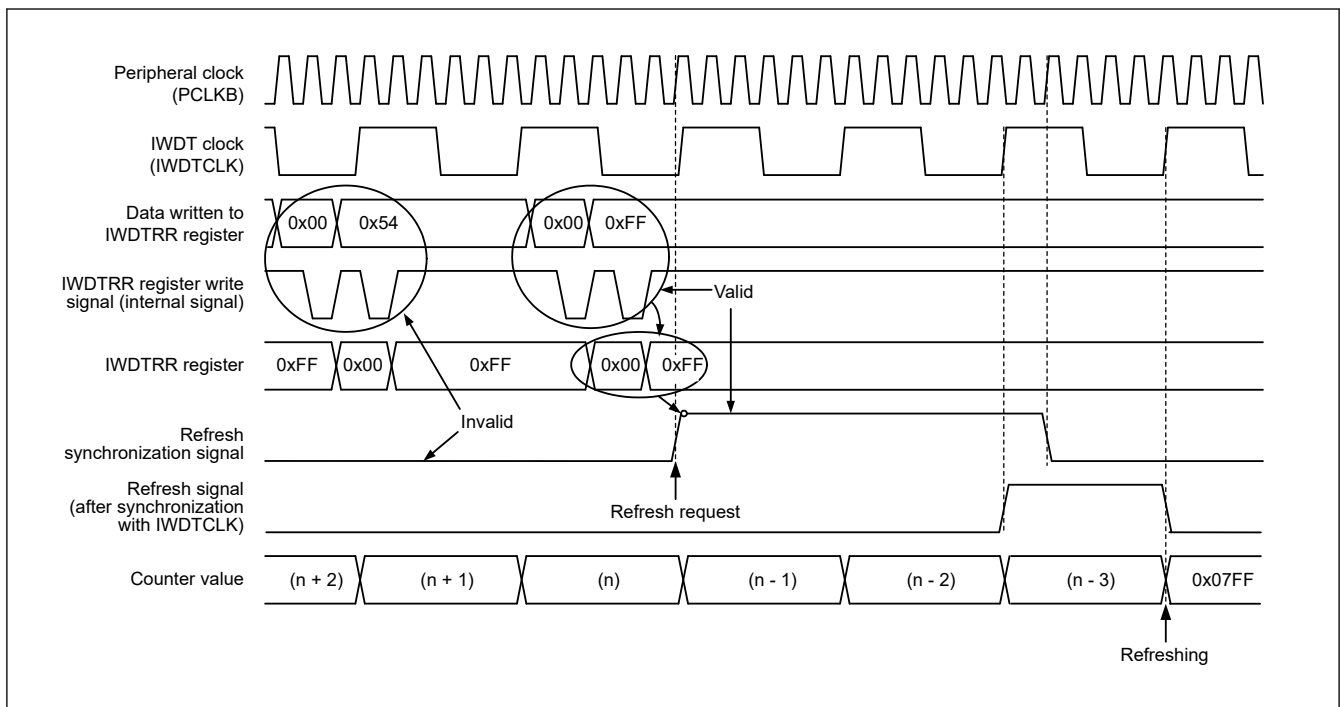 Peripheral clock
(PCLKB)
IWDT clock
(IWDTCLK)
Data written to
IWDTRR register
0x00 0x54 0x00 0xFF
IWDTRR register write
signal (internal signal)
Valid
IWDTRR register
0xFF 0x00 0xFF 0x00 0xFF
Invalid
Refresh
synchronization signal
Refresh signal
(after synchronization
with IWDTCLK)
Refresh request
Counter value
(n + 2) (n + 1) (n) (n - 1) (n - 2) (n - 3) 0x07FF
Refreshing